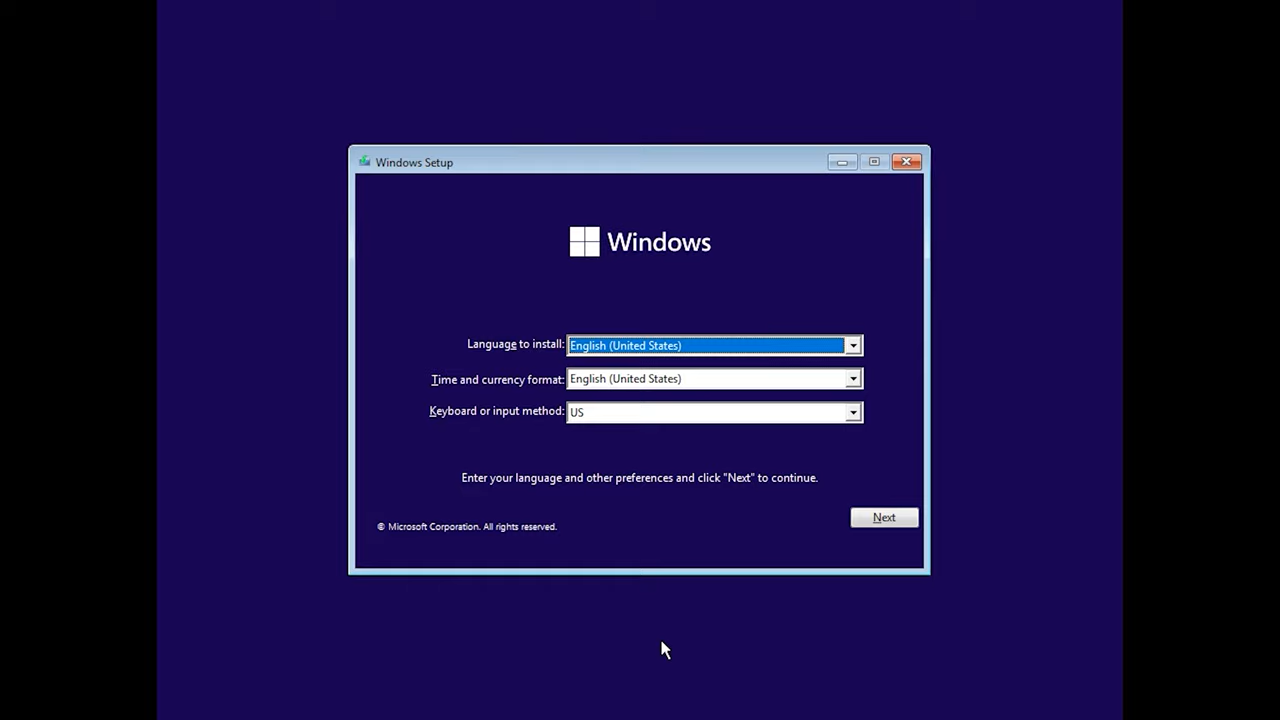 Windows Setup
Windows
Language to install: English (United States)
Time and currency format: English (United States)
Keyboard or input method: US
Enter your language and other preferences and click "Next" to continue.
© Microsoft Corporation. All rights reserved.
Next